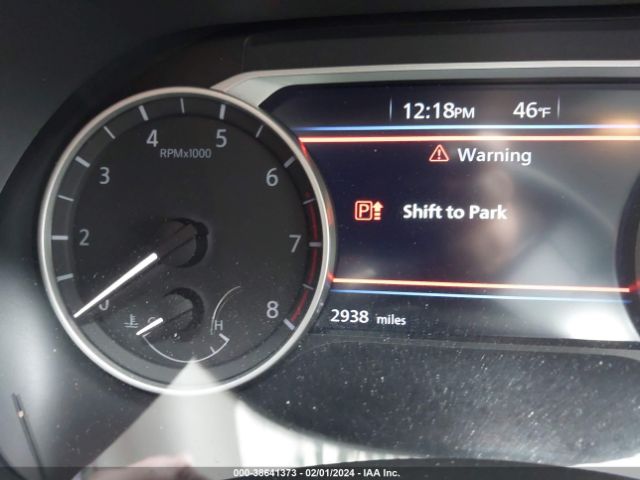 12:18PM 46°F
Warning
P Shift to Park
2938 miles
RPMx1000
2 3 4 5 6 7 8
H
000-38641373 - 02/01/2024 - IAA Inc.